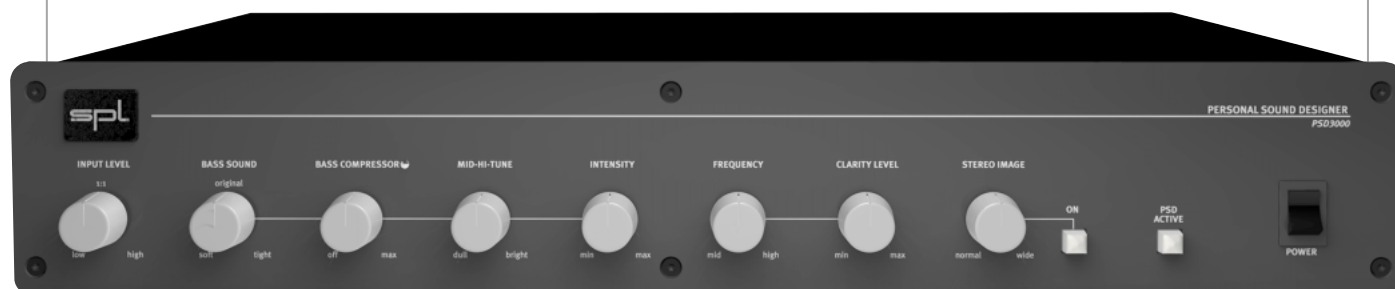 spl
PERSONAL SOUND DESIGNER
PSD3000
INPUT LEVEL
BASS SOUND
BASS COMPRESSOR
MID-HI-TUNE
INTENSITY
FREQUENCY
CLARITY LEVEL
STEREO IMAGE
1:1
original
ON
PSD
ACTIVE
low
high
soft
tight
off
max
dull
bright
min
max
mid
high
min
max
normal
wide
POWER